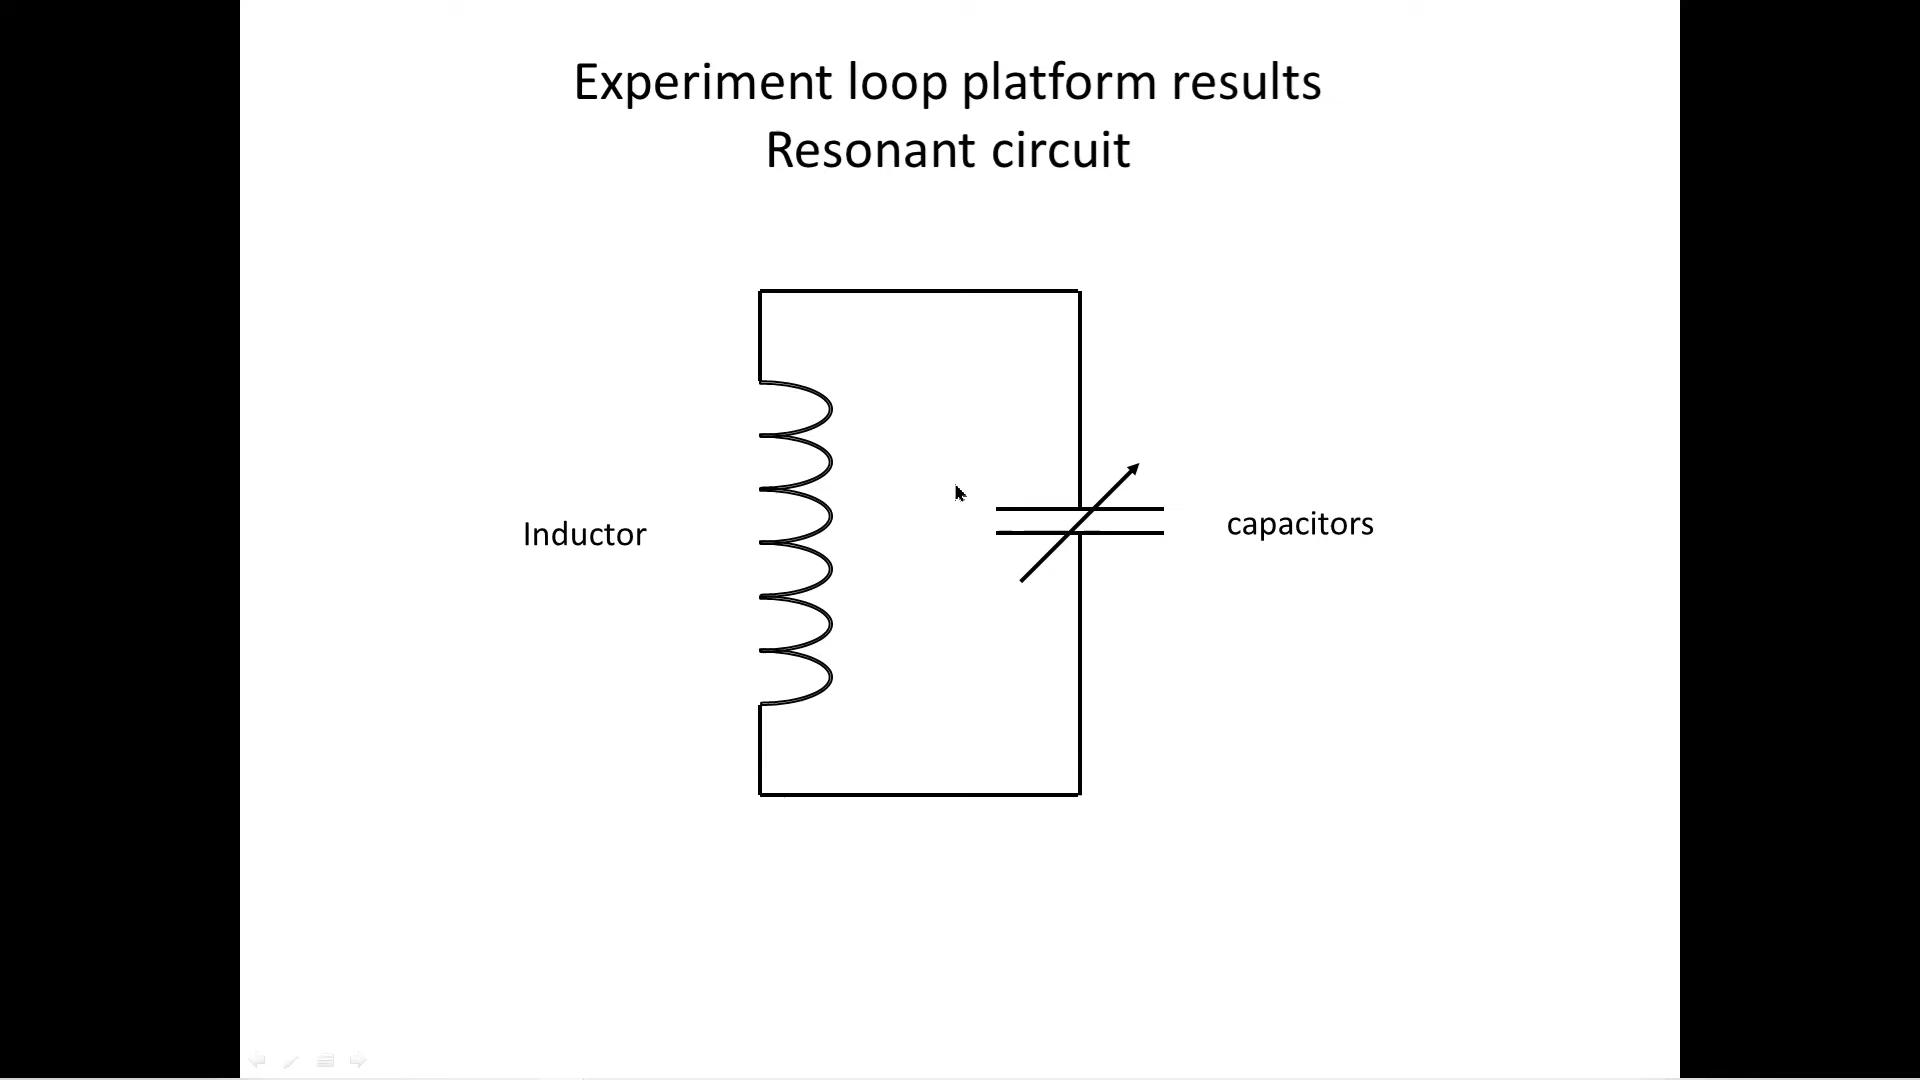 Experiment loop platform results
Resonant circuit
Inductor
capacitors